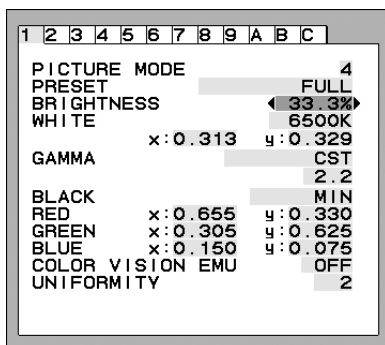 1 2 3 4 5 6 7 8 9 A B C
PICTURE MODE 4
PRESET FULL
BRIGHTNESS 33.3%
WHITE 6500K
x:0.313 y:0.329
GAMMA CST
2.2
BLACK MIN
RED x:0.655 y:0.330
GREEN x:0.305 y:0.625
BLUE x:0.150 y:0.075
COLOR VISION EMU OFF
UNIFORMITY 2